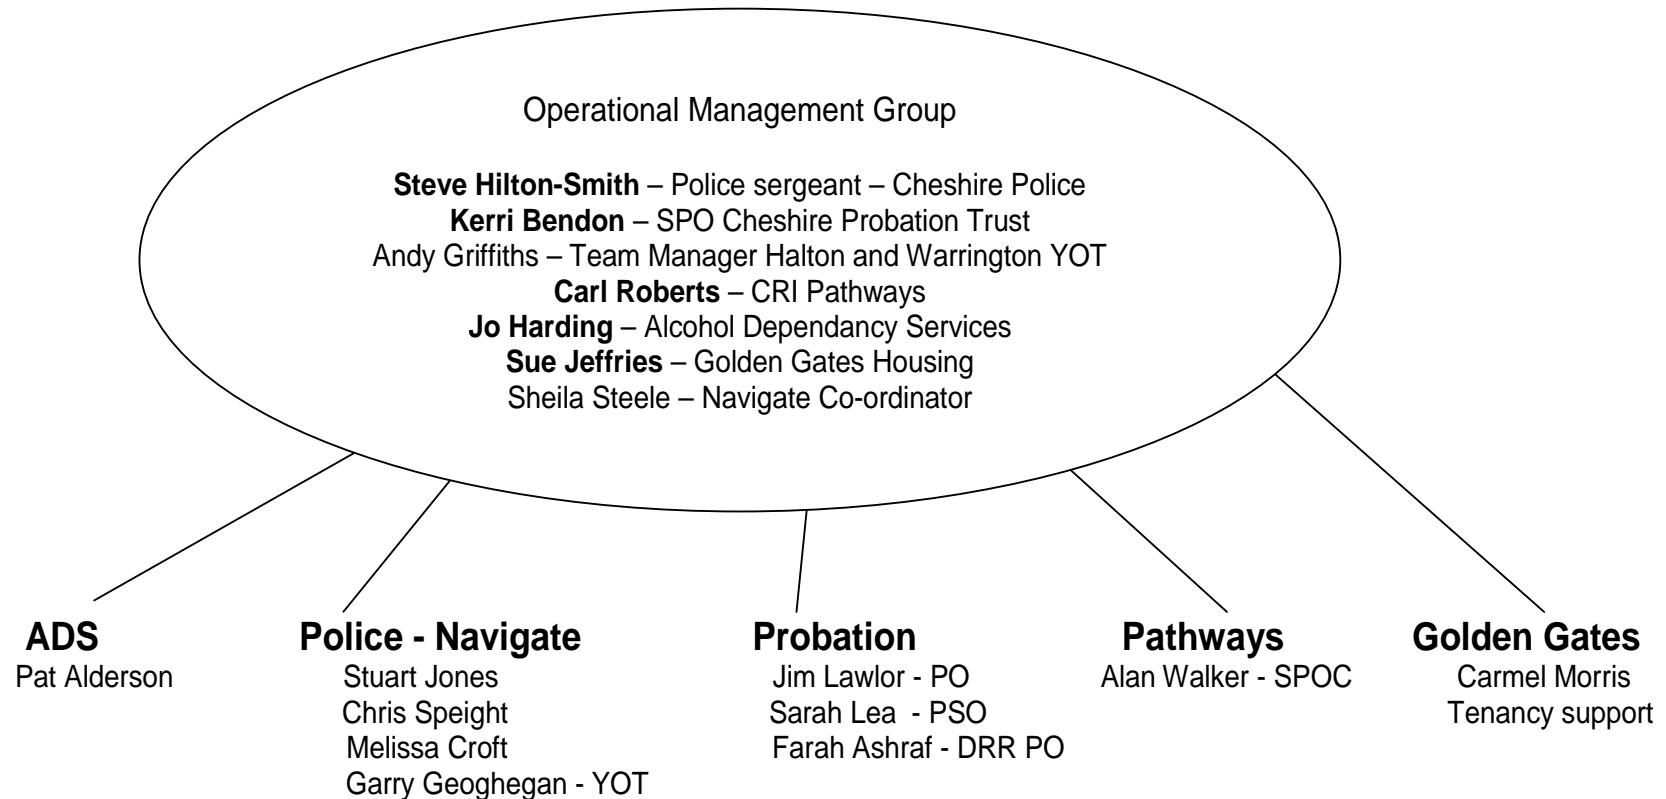 Operational Management Group
Steve Hilton-Smith – Police sergeant – Cheshire Police
Kerri Bendon – SPO Cheshire Probation Trust
Andy Griffiths – Team Manager Halton and Warrington YOT
Carl Roberts – CRI Pathways
Jo Harding – Alcohol Dependancy Services
Sue Jeffries – Golden Gates Housing
Sheila Steele – Navigate Co-ordinator
ADS
Pat Alderson
Police - Navigate
Stuart Jones
Chris Speight
Melissa Croft
Garry Geoghegan - YOT
Probation
Jim Lawlor - PO
Sarah Lea - PSO
Farah Ashraf - DRR PO
Pathways
Alan Walker - SPOC
Golden Gates
Carmel Morris
Tenancy support